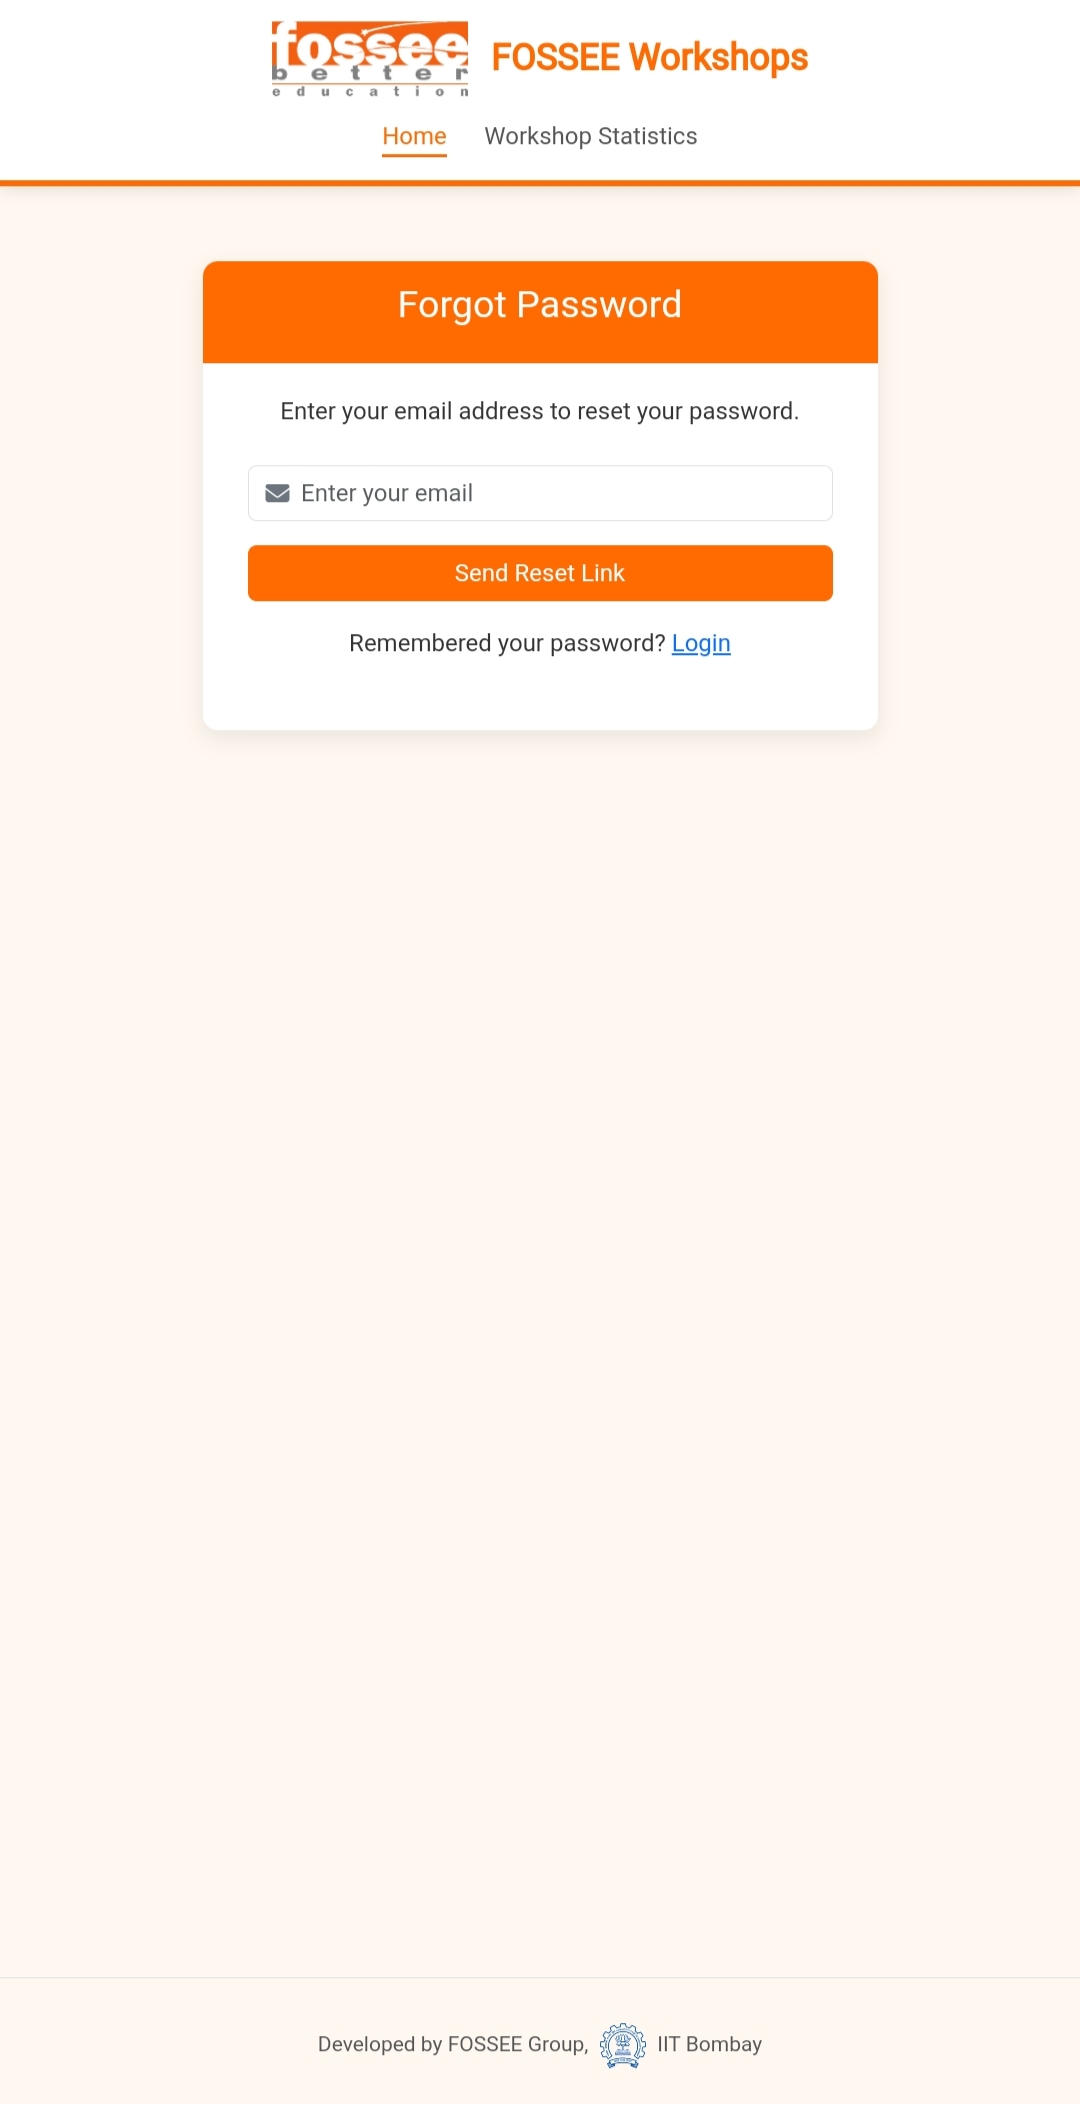 fossee
better
education
FOSSEE Workshops
Home Workshop Statistics
Forgot Password
Enter your email address to reset your password.
Enter your email
Send Reset Link
Remembered your password? Login
Developed by FOSSEE Group, IIT Bombay